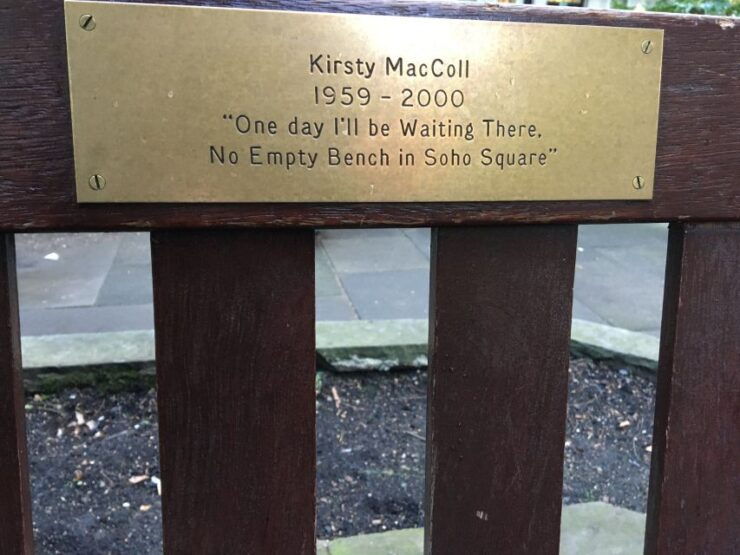 Kirsty MacColl
1959 - 2000
"One day I'll be Waiting There,
No Empty Bench in Soho Square"